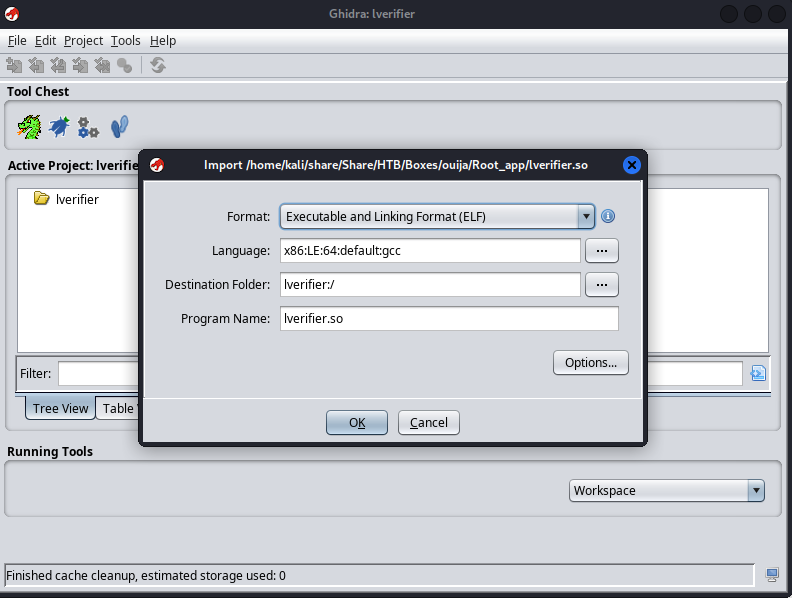 Ghidra: lverifier
File Edit Project Tools Help
Tool Chest
Active Project: lverifie
lverifier
Import /home/kali/share/Share/HTB/Boxes/ouija/Root_app/lverifier.so
Format: Executable and Linking Format (ELF)
Language: x86:LE:64:default:gcc ...
Destination Folder: lverifier:/ ...
Program Name: lverifier.so
Options...
OK Cancel
Filter:
Tree View Table
Running Tools
Workspace
Finished cache cleanup, estimated storage used: 0